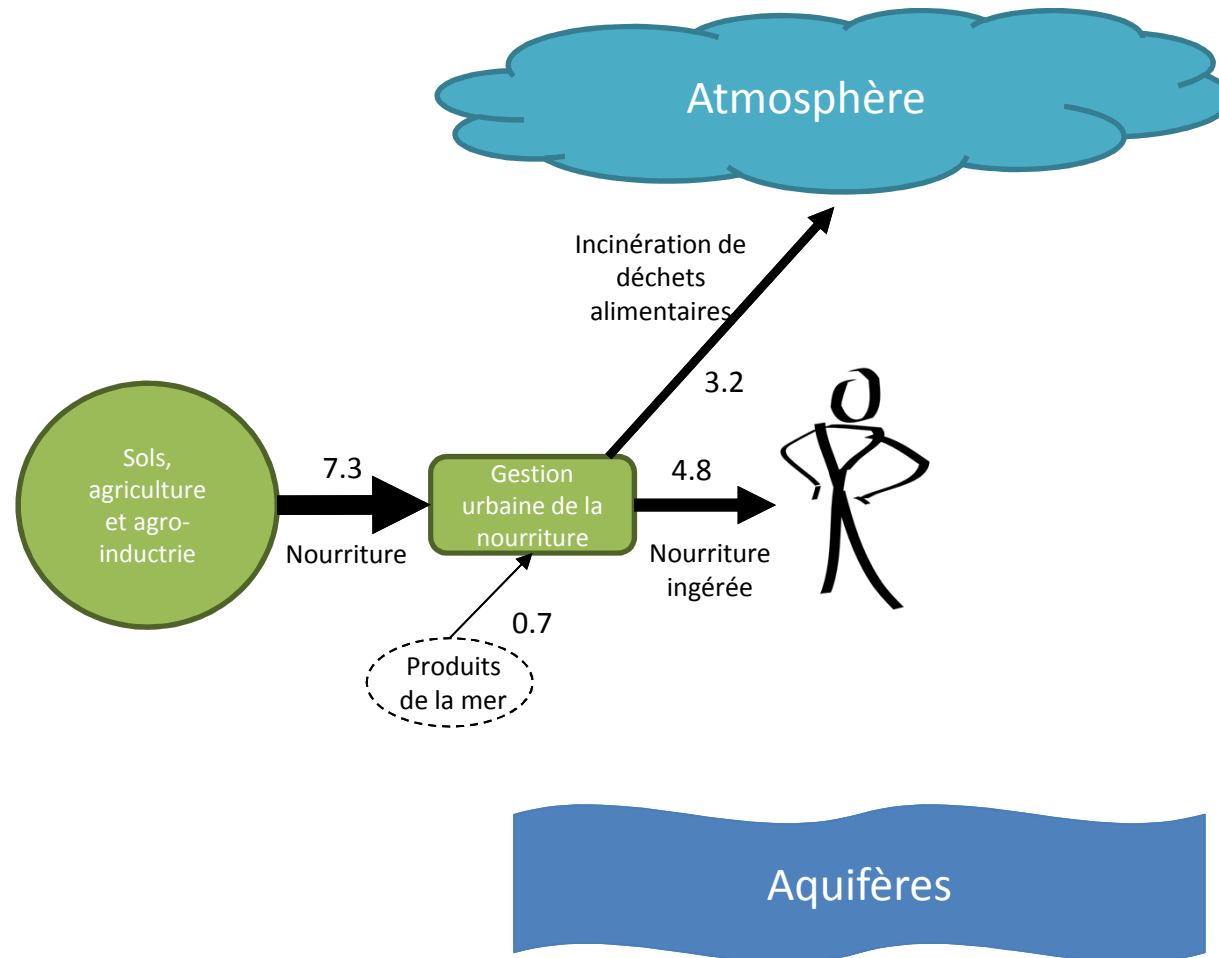 Atmosphère
Incinération de
déchets
alimentaires
3.2
Sols,
agriculture
et agro-
inductrie
7.3
Nourriture
Gestion
urbaine de la
nourriture
4.8
Nourriture
ingérée
0.7
Produits
de la mer
Aquifères